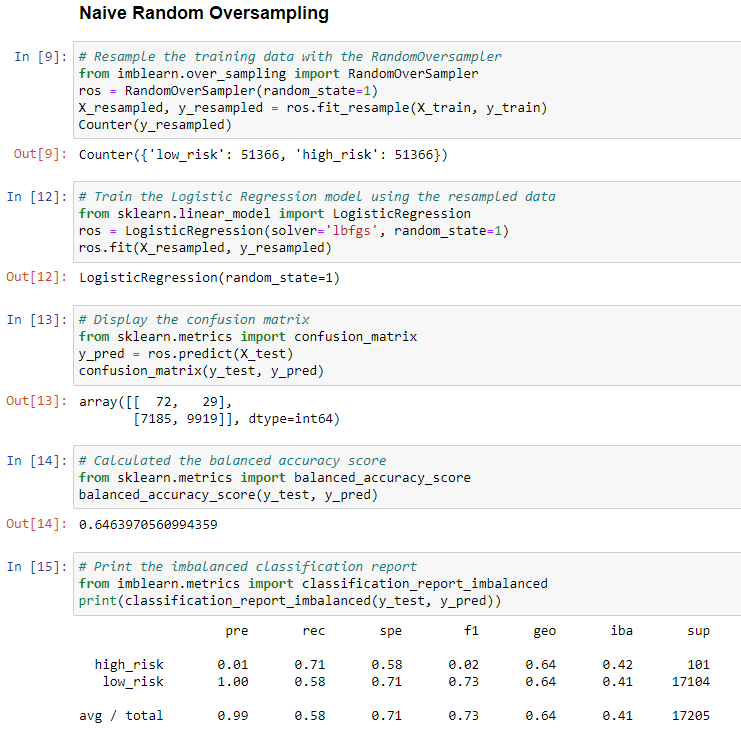 Naive Random Oversampling
In [9]: # Resample the training data with the RandomOversampler
from imblearn.over_sampling import RandomOverSampler
ros = RandomOverSampler(random_state=1)
X_resampled, y_resampled = ros.fit_resample(X_train, y_train)
Counter(y_resampled)
Out[9]: Counter({'low_risk': 51366, 'high_risk': 51366})
In [12]: # Train the Logistic Regression model using the resampled data
from sklearn.linear_model import LogisticRegression
ros = LogisticRegression(solver='lbfgs', random_state=1)
ros.fit(X_resampled, y_resampled)
Out[12]: LogisticRegression(random_state=1)
In [13]: # Display the confusion matrix
from sklearn.metrics import confusion_matrix
y_pred = ros.predict(X_test)
confusion_matrix(y_test, y_pred)
Out[13]: array([[  72,   29],
       [7185, 9919]], dtype=int64)
In [14]: # Calculated the balanced accuracy score
from sklearn.metrics import balanced_accuracy_score
balanced_accuracy_score(y_test, y_pred)
Out[14]: 0.6463970560994359
In [15]: # Print the imbalanced classification report
from imblearn.metrics import classification_report_imbalanced
print(classification_report_imbalanced(y_test, y_pred))
pre rec spe f1 geo iba sup
high_risk 0.01 0.71 0.58 0.02 0.64 0.42 101
low_risk 1.00 0.58 0.71 0.73 0.64 0.41 17104
avg / total 0.99 0.58 0.71 0.73 0.64 0.41 17205